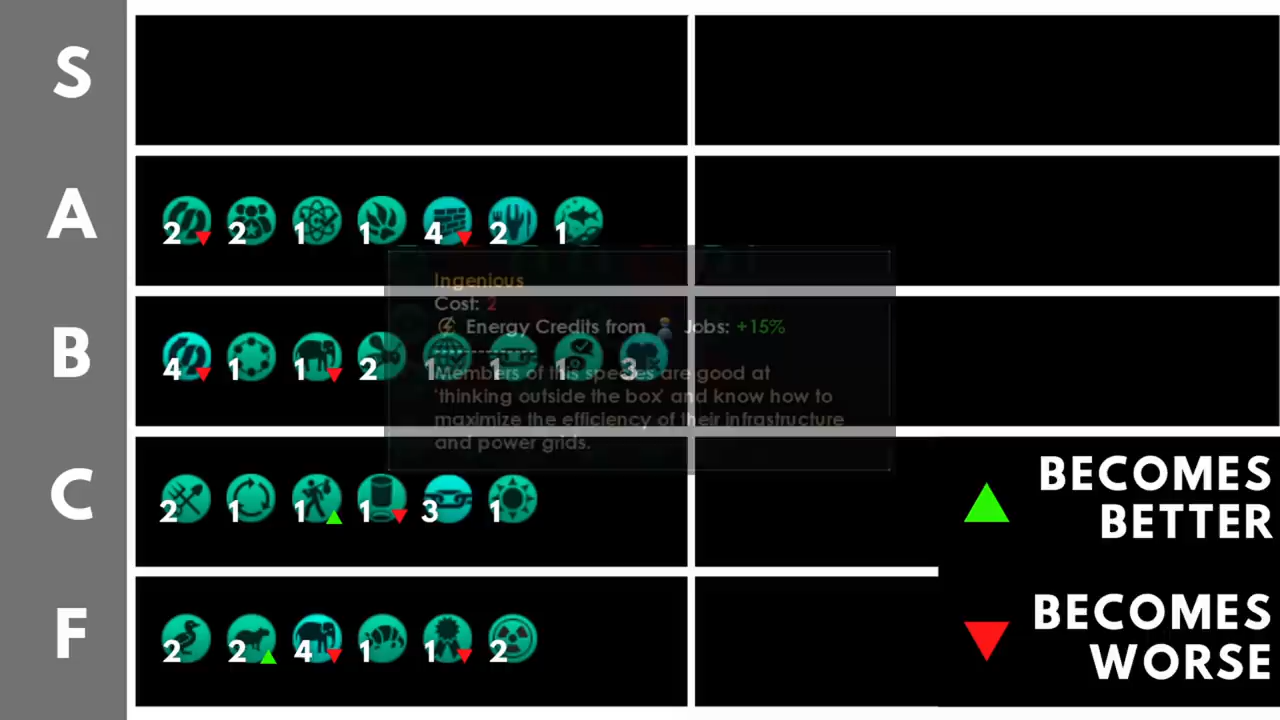 S
A
2 2 1 1 4 2 1
Ingenious
Cost: 2
Energy Credits from Jobs: +15%
B
4 1 1 2 1 1 1 3
Members of this species are good at
'thinking outside the box' and know how to
maximize the efficiency of their infrastructure
and power grids.
C
2 1 1 1 3 1
BECOMES
BETTER
F
2 2 4 1 1 2
BECOMES
WORSE